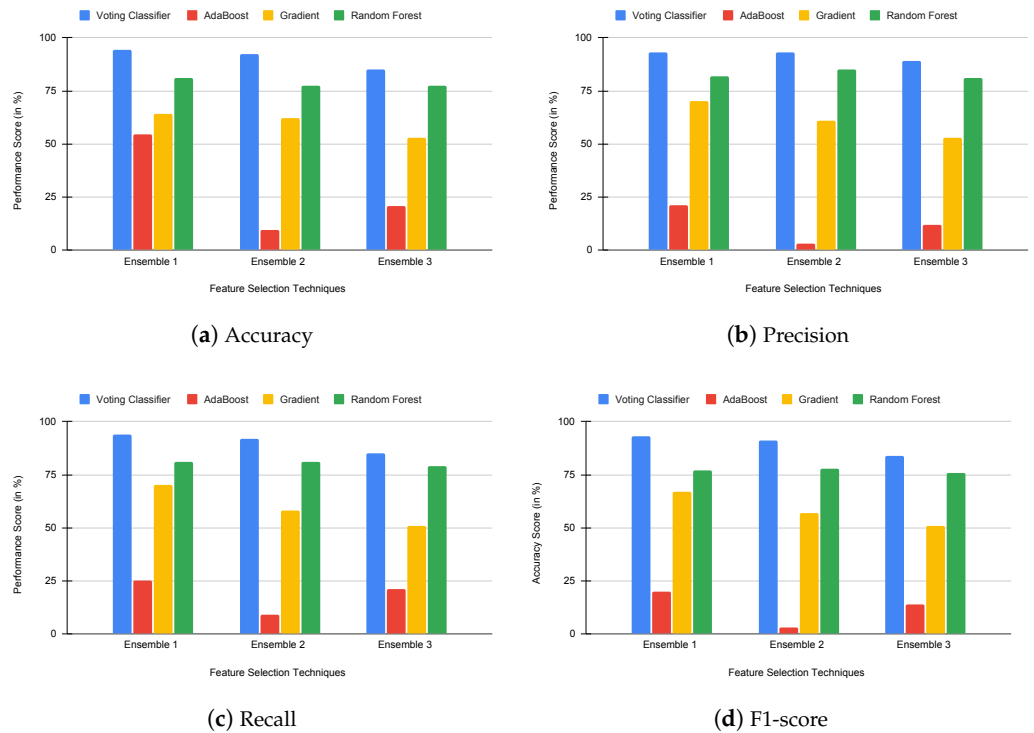 Voting Classifier AdaBoost Gradient Random Forest
100
75
50
25
0
Performance Score (in %)
Ensemble 1 Ensemble 2 Ensemble 3
Feature Selection Techniques
(a) Accuracy
Voting Classifier AdaBoost Gradient Random Forest
100
75
50
25
0
Performance Score (in %)
Ensemble 1 Ensemble 2 Ensemble 3
Feature Selection Techniques
(b) Precision
Voting Classifier AdaBoost Gradient Random Forest
100
75
50
25
0
Performance Score (in %)
Ensemble 1 Ensemble 2 Ensemble 3
Feature Selection Techniques
(c) Recall
Voting Classifier AdaBoost Gradient Random Forest
100
75
50
25
0
Accuracy Score (in %)
Ensemble 1 Ensemble 2 Ensemble 3
Feature Selection Techniques
(d) F1-score